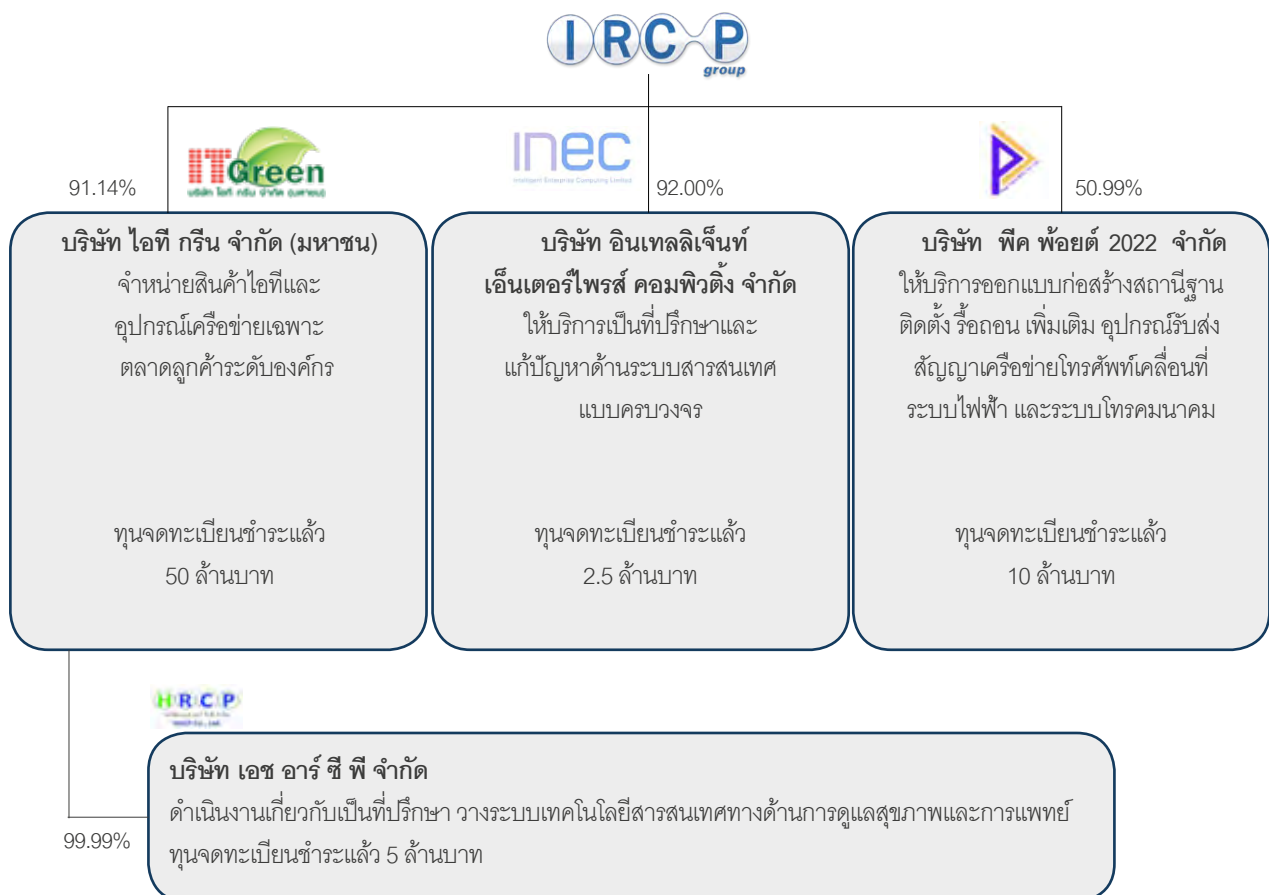 IRCP
group
91.14%
ITGreen
บริษัท ไอที กรีน จำกัด (มหาชน)
บริษัท ไอที กรีน จำกัด (มหาชน)
จำหน่ายสินค้าไอทีและ
อุปกรณ์เครือข่ายเฉพาะ
ตลาดลูกค้าระดับองค์กร
ทุนจดทะเบียนชำระแล้ว
50 ล้านบาท
inec
Intelligent Enterprise Computing Limited
92.00%
บริษัท อินเทลลิเจ็นท์
เอ็นเตอร์ไพรส์ คอมพิวติ้ง จำกัด
ให้บริการเป็นที่ปรึกษาและ
แก้ปัญหาด้านระบบสารสนเทศ
แบบครบวงจร
ทุนจดทะเบียนชำระแล้ว
2.5 ล้านบาท
50.99%
บริษัท พีค พ้อยต์ 2022 จำกัด
ให้บริการออกแบบก่อสร้างสถานีฐาน
ติดตั้ง รื้อถอน เพิ่มเติม อุปกรณ์รับส่ง
สัญญาเครือข่ายโทรศัพท์เคลื่อนที่
ระบบไฟฟ้า และระบบโทรคมนาคม
ทุนจดทะเบียนชำระแล้ว
10 ล้านบาท
HRCP
99.99%
บริษัท เอช อาร์ ซี พี จำกัด
ดำเนินงานเกี่ยวกับเป็นที่ปรึกษา วางระบบเทคโนโลยีสารสนเทศทางด้านการดูแลสุขภาพและการแพทย์
ทุนจดทะเบียนชำระแล้ว 5 ล้านบาท